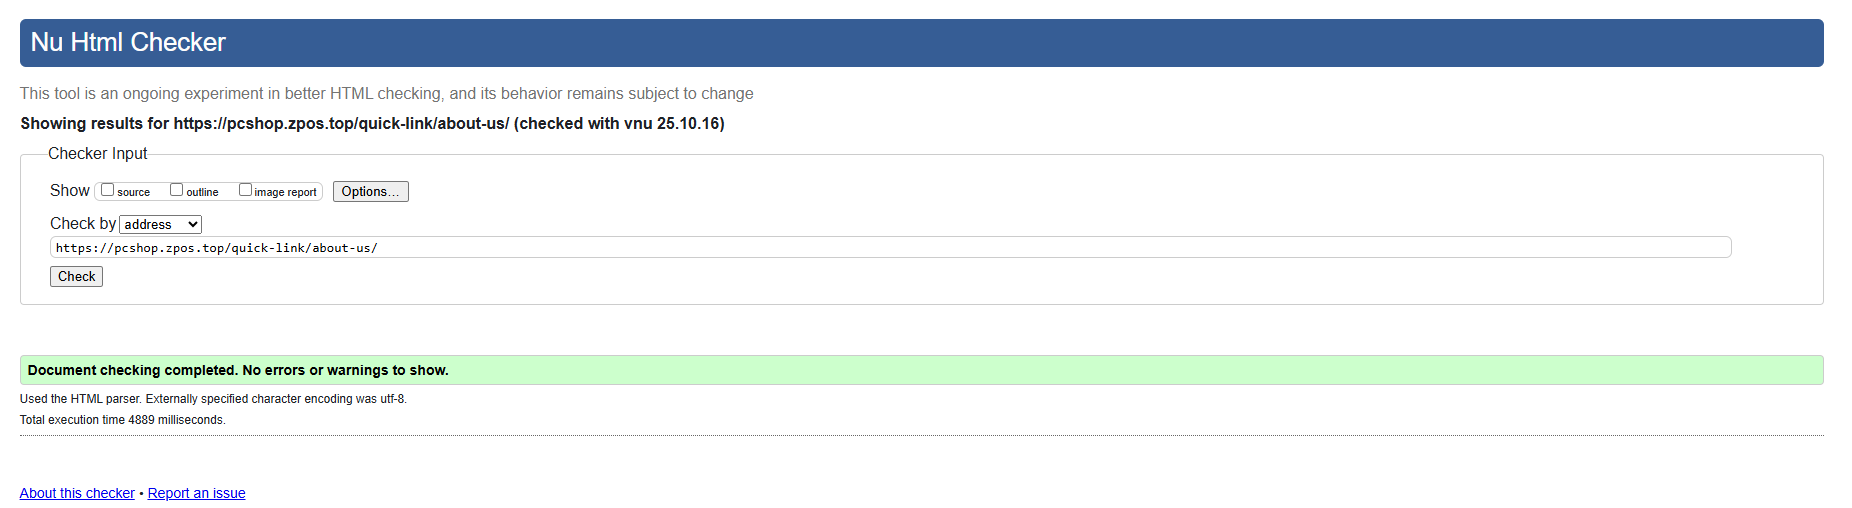 Nu Html Checker
This tool is an ongoing experiment in better HTML checking, and its behavior remains subject to change
Showing results for https://pcshop.zpos.top/quick-link/about-us/ (checked with vnu 25.10.16)
Checker Input
Show source outline image report Options...
Check by address
https://pcshop.zpos.top/quick-link/about-us/
Check
Document checking completed. No errors or warnings to show.
Used the HTML parser. Externally specified character encoding was utf-8.
Total execution time 4889 milliseconds.
About this checker • Report an issue